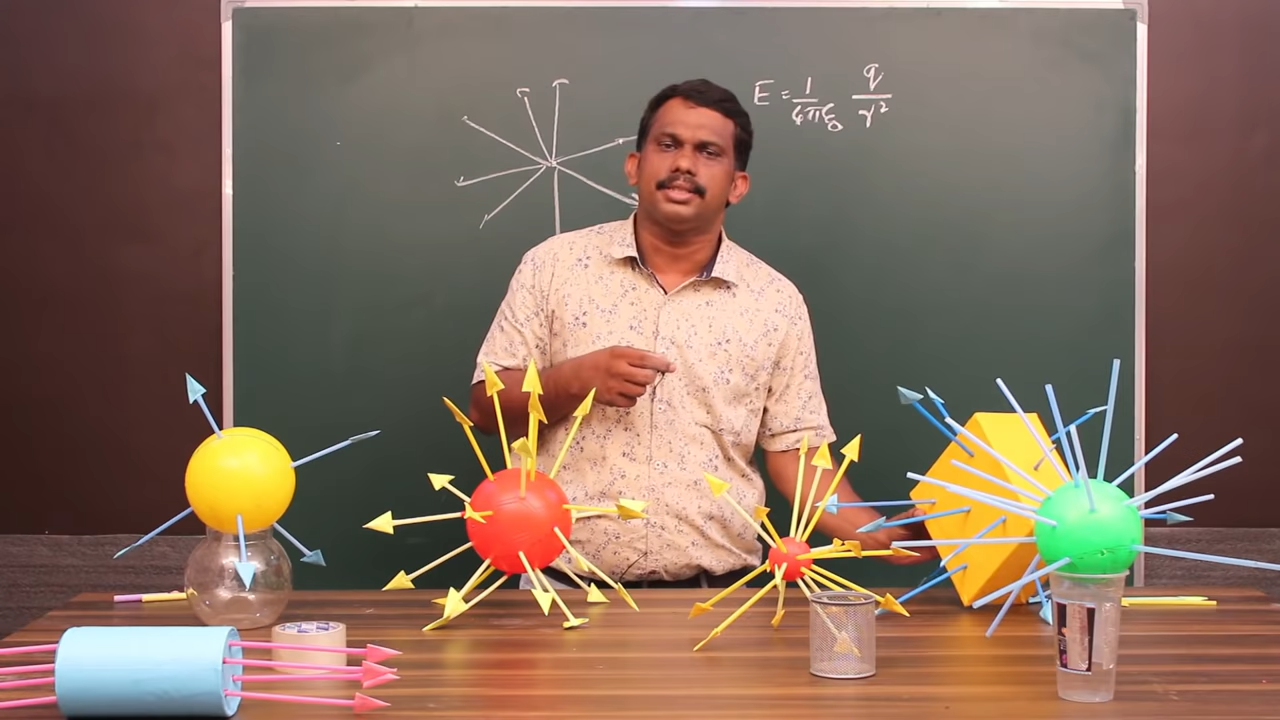 E = 1/4πε₀ q/r²